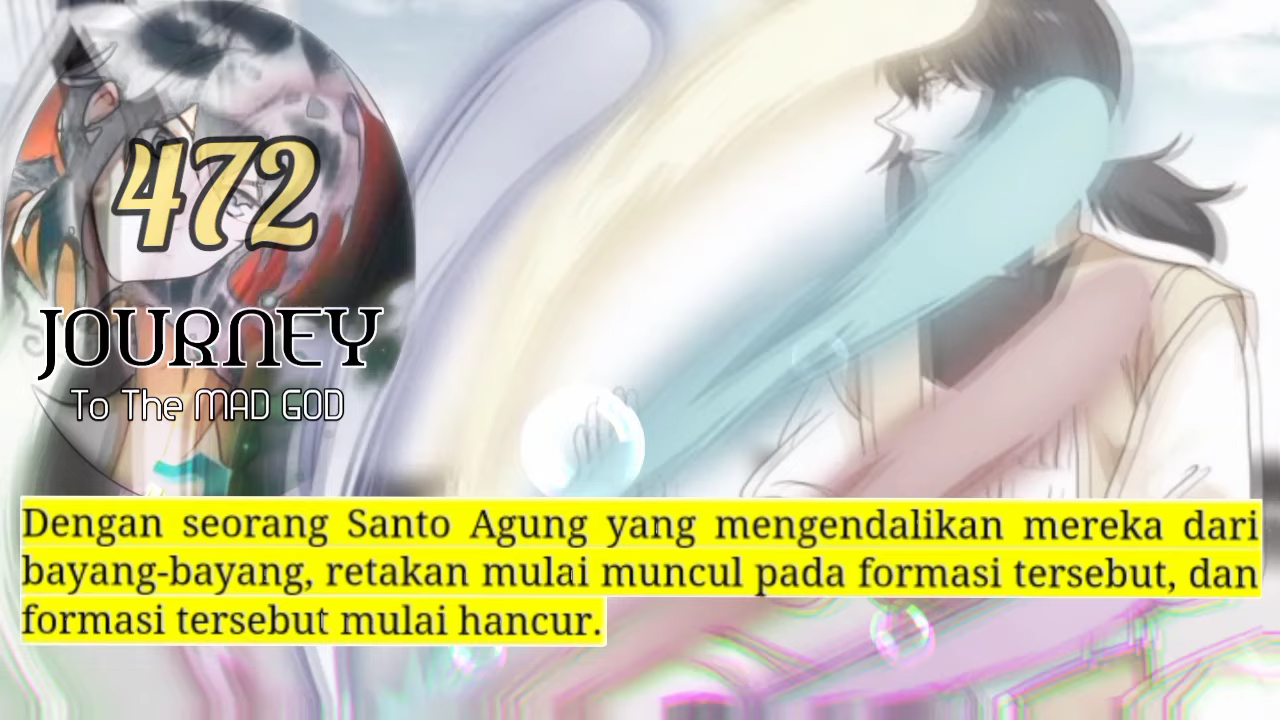 472
JOURNEY
To The MAD GOD
Dengan seorang Santo Agung yang mengendalikan mereka dari
bayang-bayang, retakan mulai muncul pada formasi tersebut, dan
formasi tersebut mulai hancur.